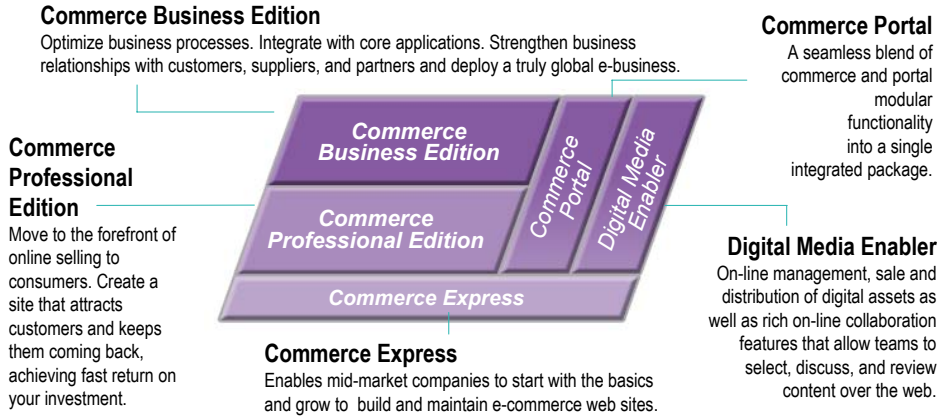 Commerce Business Edition
Optimize business processes. Integrate with core applications. Strengthen business
relationships with customers, suppliers, and partners and deploy a truly global e-business.
Commerce Portal
A seamless blend of
commerce and portal
modular
functionality
into a single
integrated package.
Commerce
Professional
Edition
Move to the forefront of
online selling to
consumers. Create a
site that attracts
customers and keeps
them coming back,
achieving fast return on
your investment.
Commerce
Business Edition
Commerce
Professional Edition
Commerce
Portal
Digital Media
Enabler
Commerce Express
Digital Media Enabler
On-line management, sale and
distribution of digital assets as
well as rich on-line collaboration
features that allow teams to
select, discuss, and review
content over the web.
Commerce Express
Enables mid-market companies to start with the basics
and grow to build and maintain e-commerce web sites.